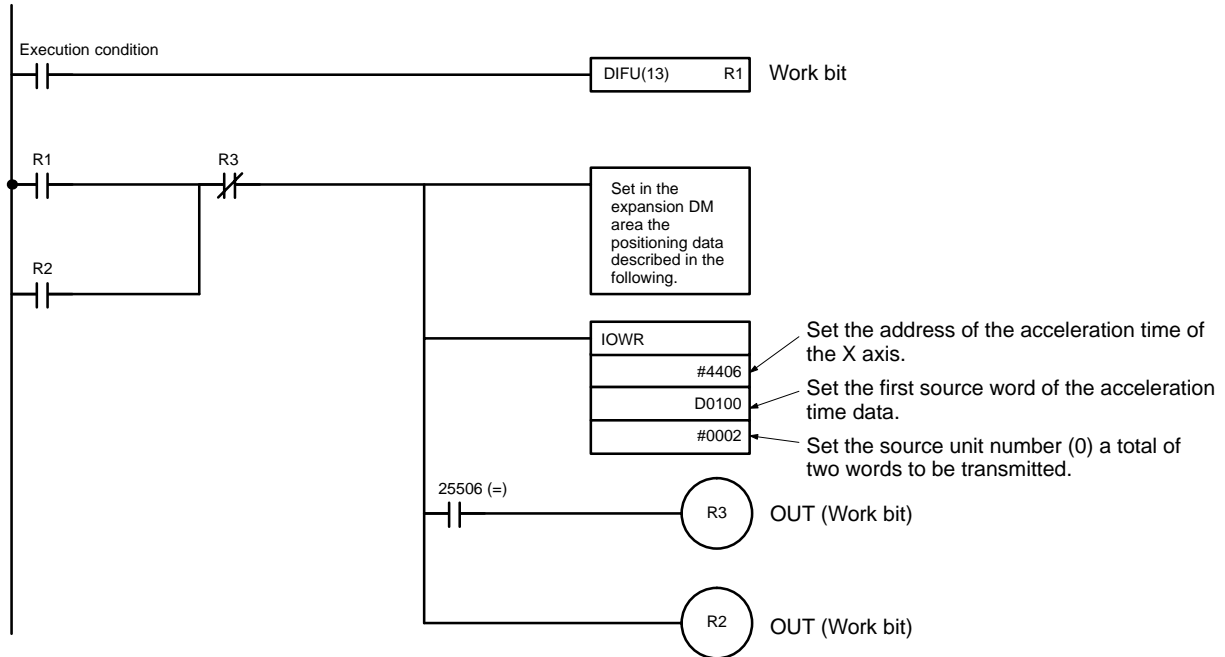 Execution condition
DIFU(13) R1 Work bit
R1 R3
Set in the
expansion DM
area the
positioning data
described in the
following.
R2
IOWR
#4406
D0100
#0002
Set the address of the acceleration time of
the X axis.
Set the first source word of the acceleration
time data.
Set the source unit number (0) a total of
two words to be transmitted.
25506 (=)
R3 OUT (Work bit)
R2 OUT (Work bit)